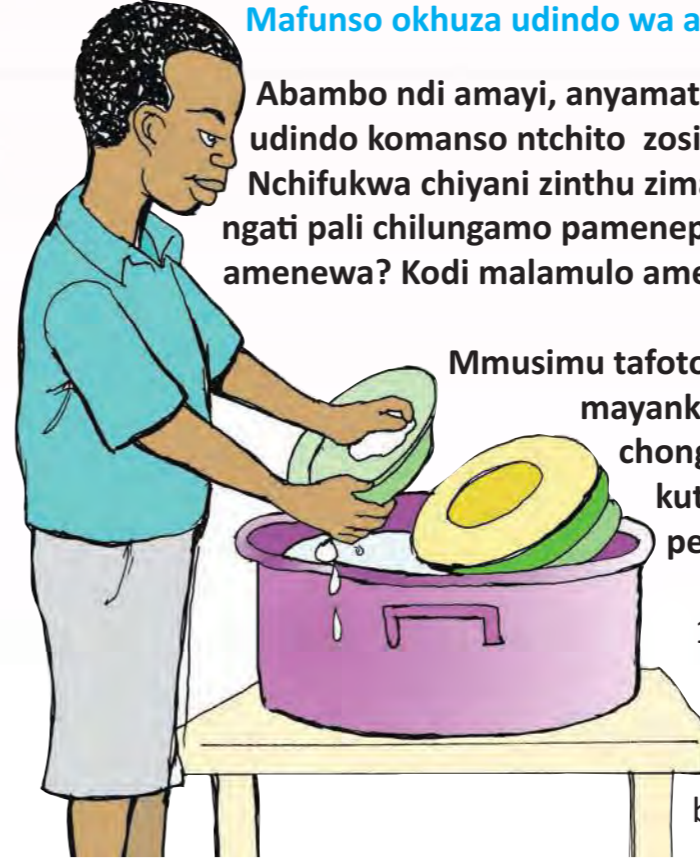 Mafunso okhuza udindo wa a
Abambo ndi amayi, anyamat
udindo komanso ntchito zosi
Nchifukwa chiyani zinthu zima
ngati pali chilungamo pamenep
amenewa? Kodi malamulo ame
Mmusimu tafoto
mayank
chong
kut
pe
1
b